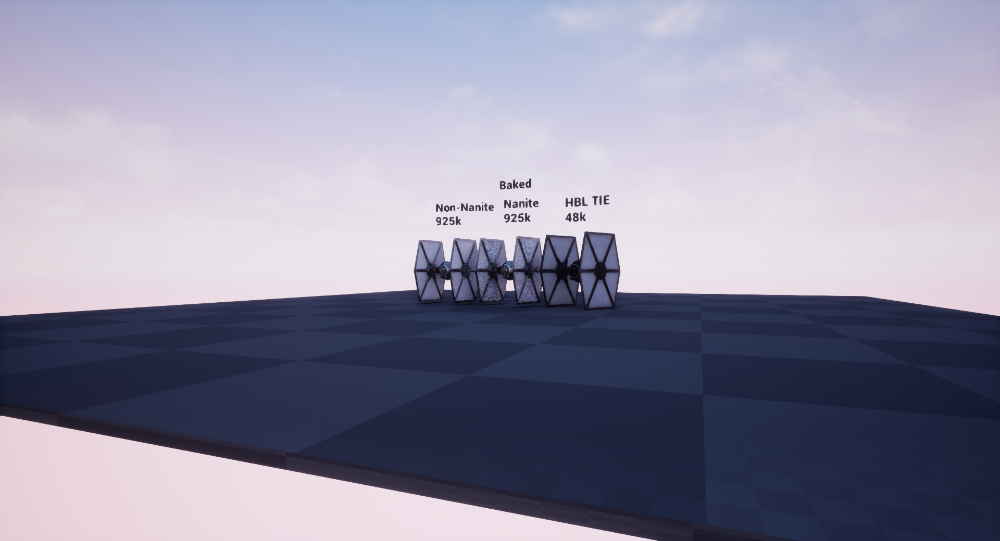 Baked
Non-Nanite
925k
Nanite
925k
HBL TIE
48k